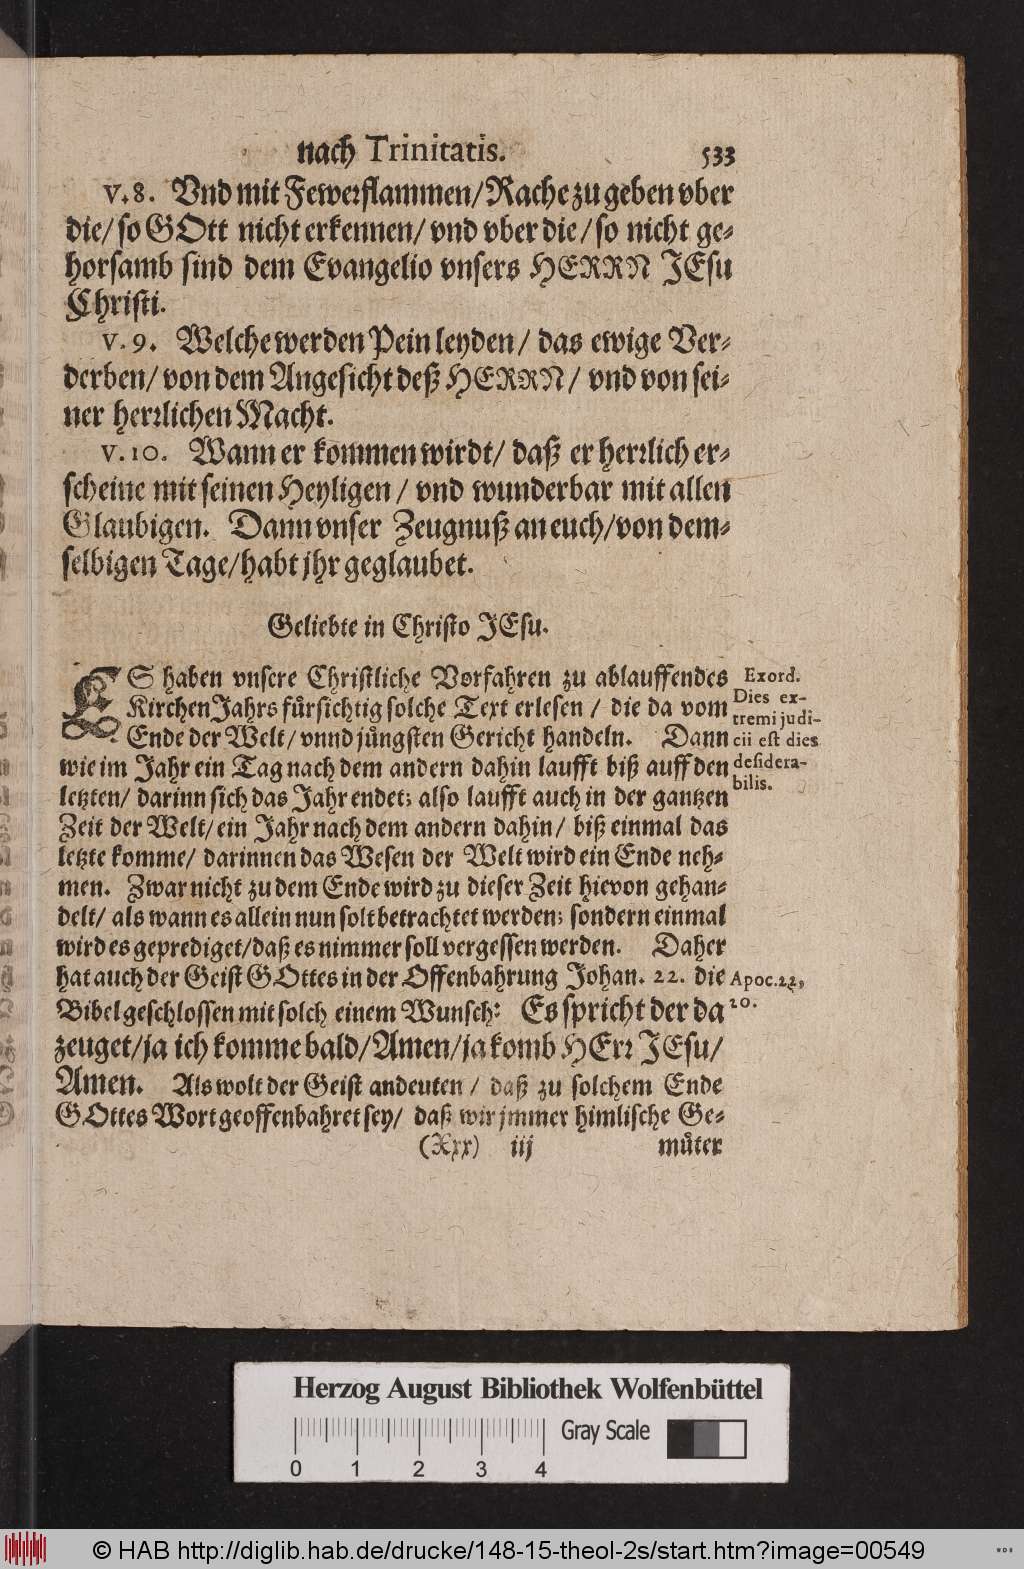 nach Trinitatis. 533
v.8. Vnd mit Fewerflammen/Rache zu geben vber
die/ so GOtt nicht erkennen/ vnd vber die/ so nicht ge-
horsamb sind dem Evangelio vnsers HERRN JEsu
Christi.
v.9. Welche werden Pein leyden/ das ewige Ver-
derben/ von dem Angesicht deß HERRN/ vnd von sei-
ner herrlichen Macht.
v.10. Wann er kommen wirdt/ daß er herrlich er-
scheine mit seinen Heyligen/ vnd wunderbar mit allen
Glaubigen. Dann vnser Zeugnuß an euch/von dem-
selbigen Tage/habt jhr geglaubet.
Geliebte in Christo JEsu.
ES haben vnsere Christliche Vorfahren zu ablauffendes
KirchenJahrs fürsichtig solche Text erlesen/ die da vom
Ende der Welt/ vnnd jüngsten Gericht handeln. Dann
wie im Jahr ein Tag nach dem andern dahin laufft biß auff den
letzten/ darinn sich das Jahr endet; also laufft auch in der gantzen
Zeit der Welt/ ein Jahr nach dem andern dahin/ biß einmal das
letzte komme/ darinnen das Wesen der Welt wird ein Ende neh-
men. Zwar nicht zu dem Ende wird zu dieser Zeit hievon gehan-
delt/ als wann es allein nun solt betrachtet werden; sondern einmal
wird es geprediget/daß es nimmer soll vergessen werden. Daher
hat auch der Geist GOttes in der Offenbahrung Johan. 22. die
Bibel geschlossen mit solch einem Wunsch: Es spricht der da
zeuget/ja ich komme bald/Amen/ja komb HErr JEsu/
Amen. Als wolt der Geist andeuten/ daß zu solchem Ende
GOttes Wort geoffenbahret sey/ daß wir jmmer himlische Ge-
(Xxx) iij müter
Exord.
Dies ex-
tremi judi-
cii est dies
desidera-
bilis.
Apoc.22,
20.
Herzog August Bibliothek Wolfenbüttel
Gray Scale
0 1 2 3 4
© HAB http://diglib.hab.de/drucke/148-15-theol-2s/start.htm?image=00549